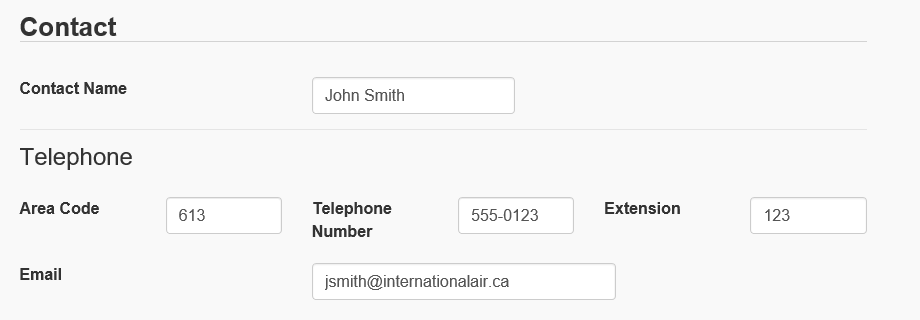 Contact
Contact Name
John Smith
Telephone
Area Code
613
Telephone
Number
555-0123
Extension
123
Email
jsmith@internationalair.ca